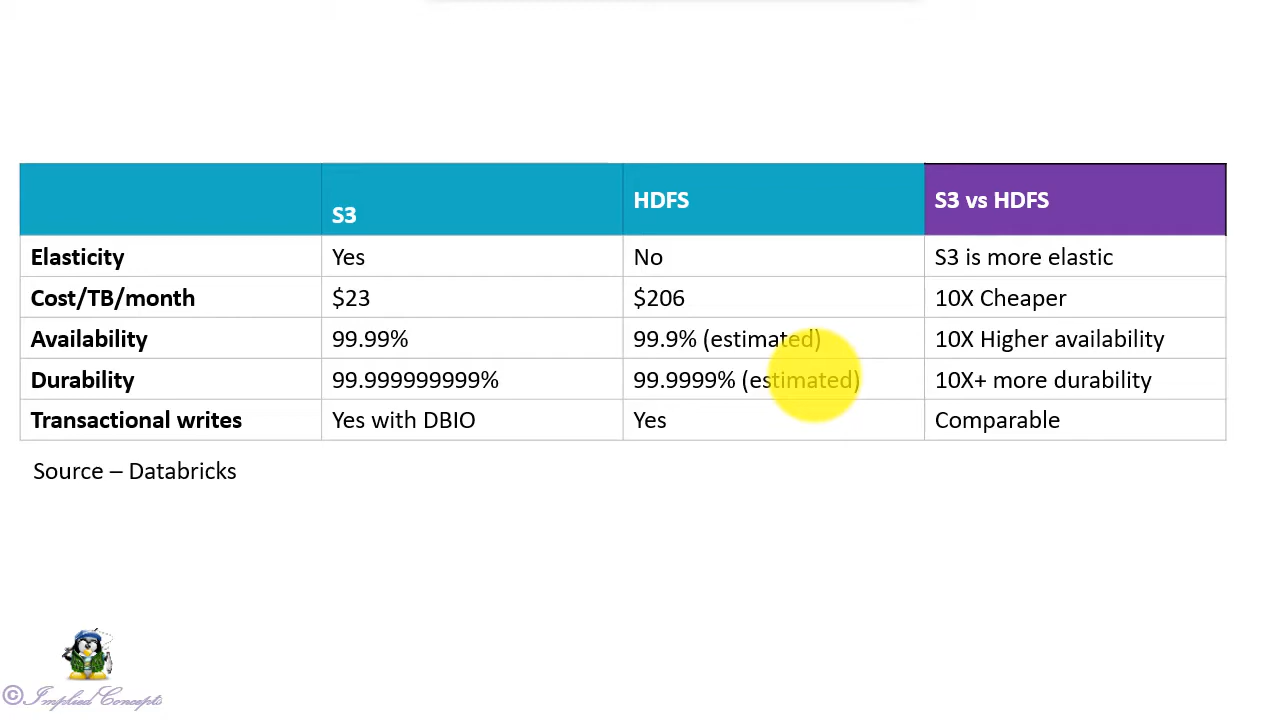 S3 HDFS S3 vs HDFS
Elasticity Yes No S3 is more elastic
Cost/TB/month $23 $206 10X Cheaper
Availability 99.99% 99.9% (estimated) 10X Higher availability
Durability 99.999999999% 99.9999% (estimated) 10X+ more durability
Transactional writes Yes with DBIO Yes Comparable
Source – Databricks
© Implied Concepts